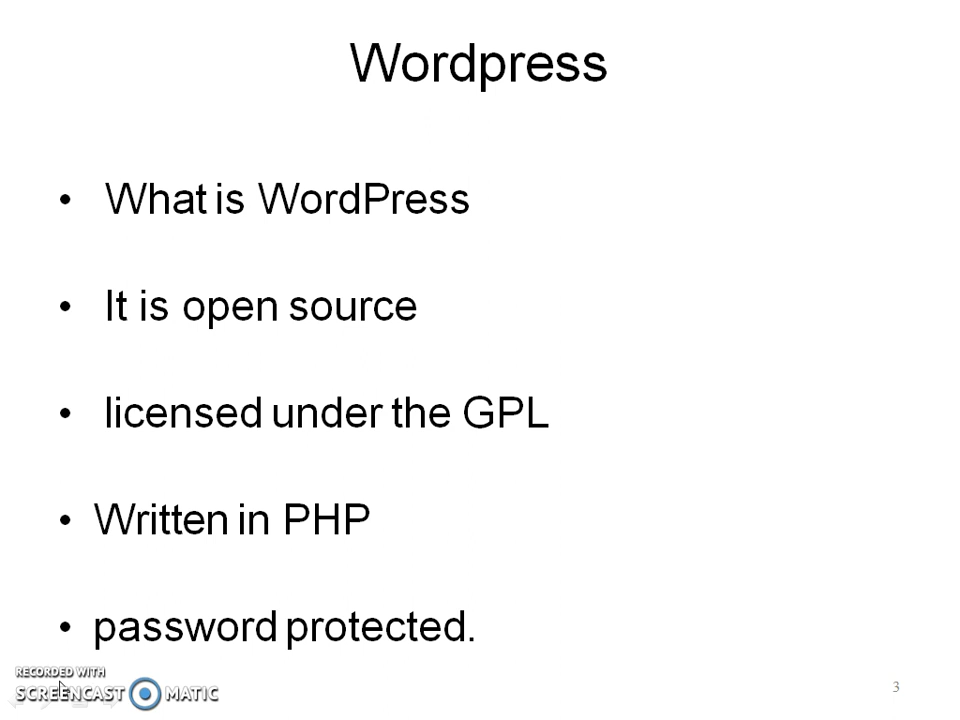 Wordpress
• What is WordPress
• It is open source
• licensed under the GPL
• Written in PHP
• password protected.
RECORDED WITH
SCREENCAST MATIC
3